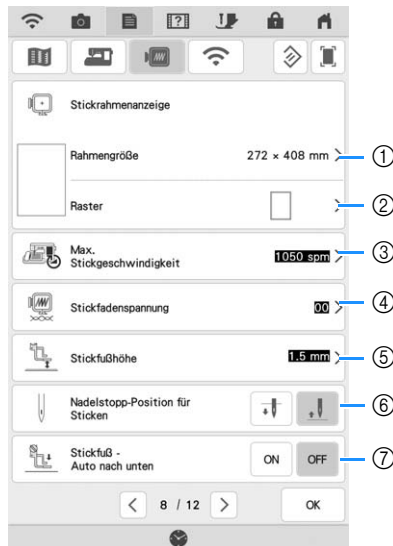 Stickrahmenanzeige
Rahmengröße 272 × 408 mm ①
Raster ②
Max.
Stickgeschwindigkeit 1050 spm ③
Stickfadenspannung 00 ④
Stickfußhöhe 1.5 mm ⑤
Nadelstopp-Position für
Sticken ⑥
Stickfuß -
Auto nach unten ON OFF ⑦
8 / 12 OK